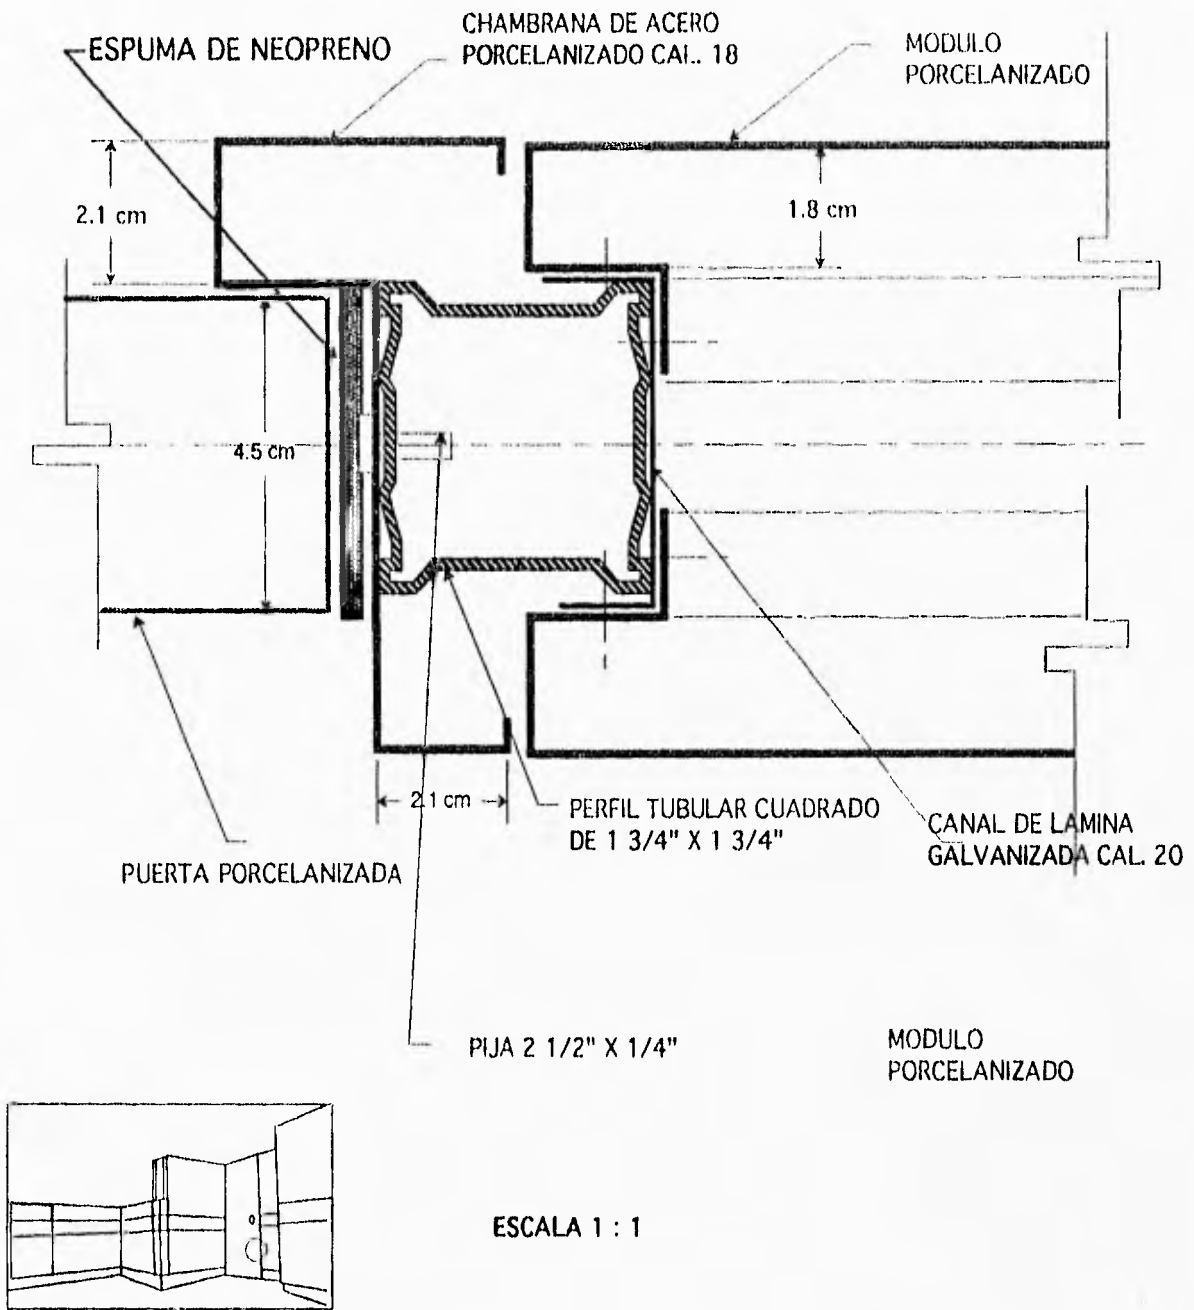 CHAMBRANA DE ACERO
PORCELANIZADO CAL. 18
ESPUMA DE NEOPRENO
MODULO
PORCELANIZADO
2.1 cm
1.8 cm
4.5 cm
2.1 cm
PERFIL TUBULAR CUADRADO
DE 1 3/4" X 1 3/4"
CANAL DE LAMINA
GALVANIZADA CAL. 20
PUERTA PORCELANIZADA
PIJA 2 1/2" X 1/4"
MODULO
PORCELANIZADO
ESCALA 1 : 1